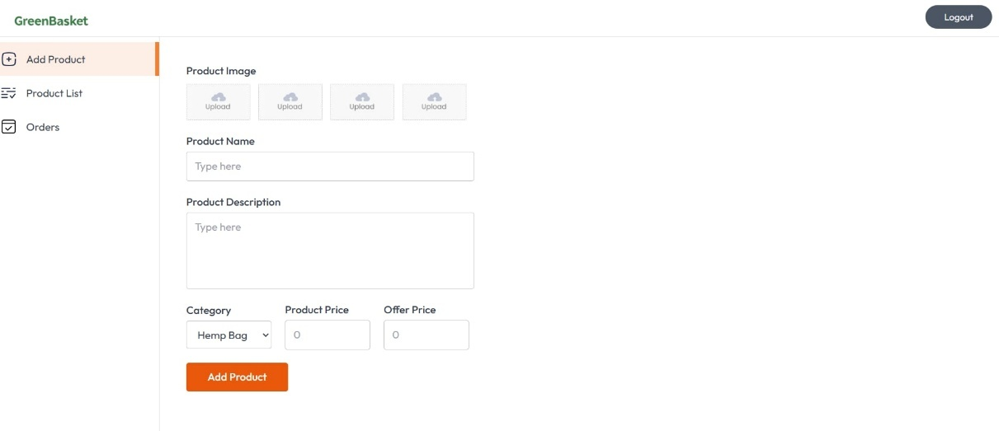 GreenBasket
Logout
Add Product
Product List
Orders
Product Image
Upload Upload Upload Upload
Product Name
Type here
Product Description
Type here
Category Product Price Offer Price
Hemp Bag 0 0
Add Product